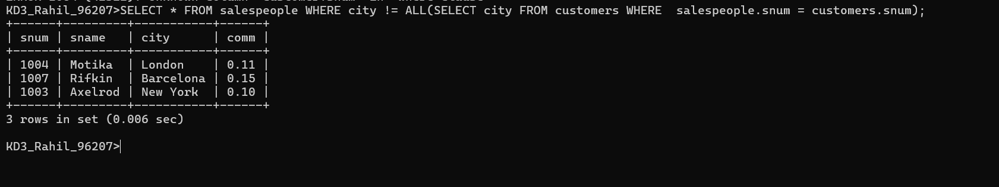 KD3_Rahil_96207>SELECT * FROM salespeople WHERE city != ALL(SELECT city FROM customers WHERE  salespeople.snum = customers.snum);
+------+---------+-----------+------+
| snum | sname   | city      | comm |
+------+---------+-----------+------+
| 1004 | Motika  | London    | 0.11 |
| 1007 | Rifkin  | Barcelona | 0.15 |
| 1003 | Axelrod | New York  | 0.10 |
+------+---------+-----------+------+
3 rows in set (0.006 sec)
KD3_Rahil_96207>